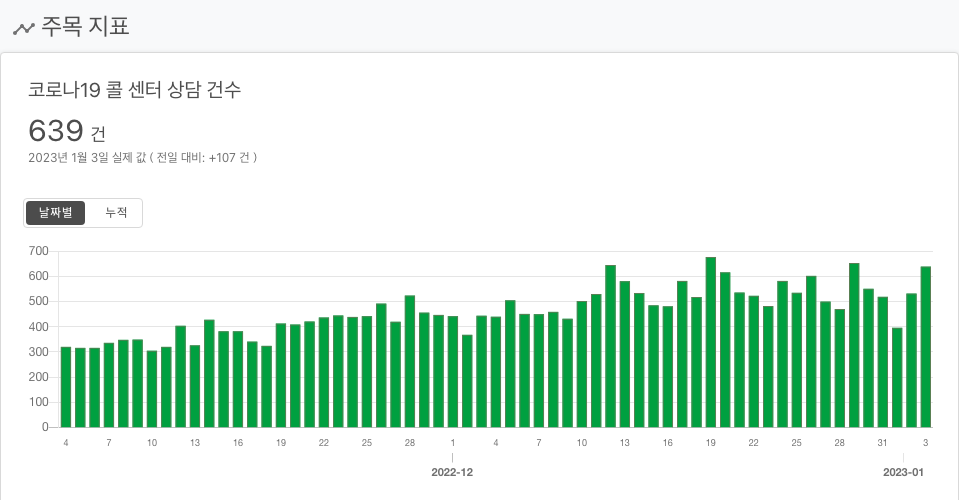 주목 지표
코로나19 콜 센터 상담 건수
639 건
2023년 1월 3일 실제 값 ( 전일 대비: +107 건 )
날짜별 누적
700
600
500
400
300
200
100
0
4 7 10 13 16 19 22 25 28 1 4 7 10 13 16 19 22 25 28 31 3
2022-12 2023-01